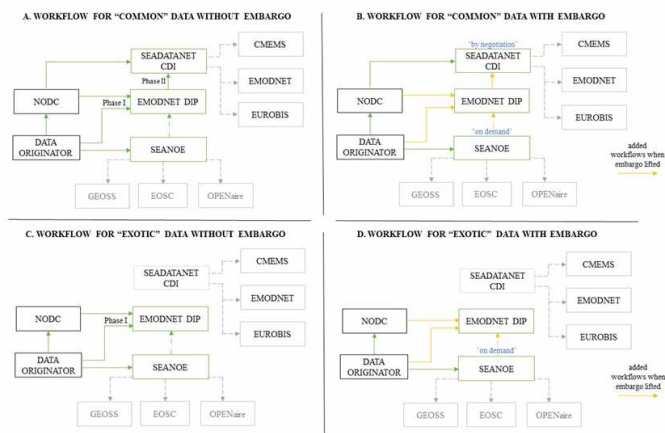 A. WORKFLOW FOR “COMMON” DATA WITHOUT EMBARGO
SEADATANET
CDI
CMEMS
Phase II
EMODNET
NODC
Phase I
EMODNET DIP
EUROBIS
DATA
ORIGINATOR
SEANOE
GEOSS
EOSC
OPENaire
B. WORKFLOW FOR “COMMON” DATA WITH EMBARGO
"by negotiation"
SEADATANET
CDI
CMEMS
EMODNET
NODC
EMODNET DIP
EUROBIS
"on demand"
DATA
ORIGINATOR
SEANOE
added
workflows when
embargo lifted
GEOSS
EOSC
OPENaire
C. WORKFLOW FOR “EXOTIC” DATA WITHOUT EMBARGO
SEADATANET
CDI
CMEMS
EMODNET
NODC
Phase I
EMODNET DIP
EUROBIS
DATA
ORIGINATOR
SEANOE
GEOSS
EOSC
OPENaire
D. WORKFLOW FOR “EXOTIC” DATA WITH EMBARGO
SEADATANET
CDI
CMEMS
EMODNET
NODC
EMODNET DIP
EUROBIS
"on demand"
DATA
ORIGINATOR
SEANOE
added
workflows when
embargo lifted
GEOSS
EOSC
OPENaire